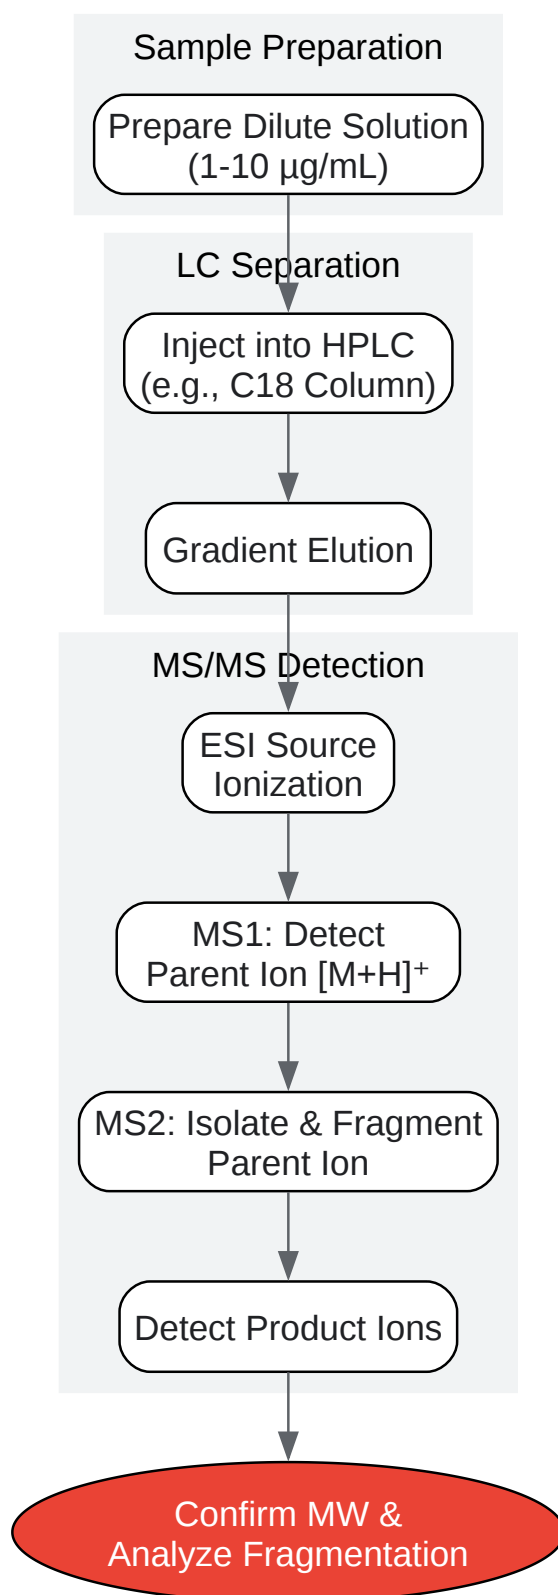 Sample Preparation
Prepare Dilute Solution
(1-10 µg/mL)
LC Separation
Inject into HPLC
(e.g., C18 Column)
Gradient Elution
MS/MS Detection
ESI Source
Ionization
MS1: Detect
Parent Ion [M+H]⁺
MS2: Isolate & Fragment
Parent Ion
Detect Product Ions
Confirm MW &
Analyze Fragmentation